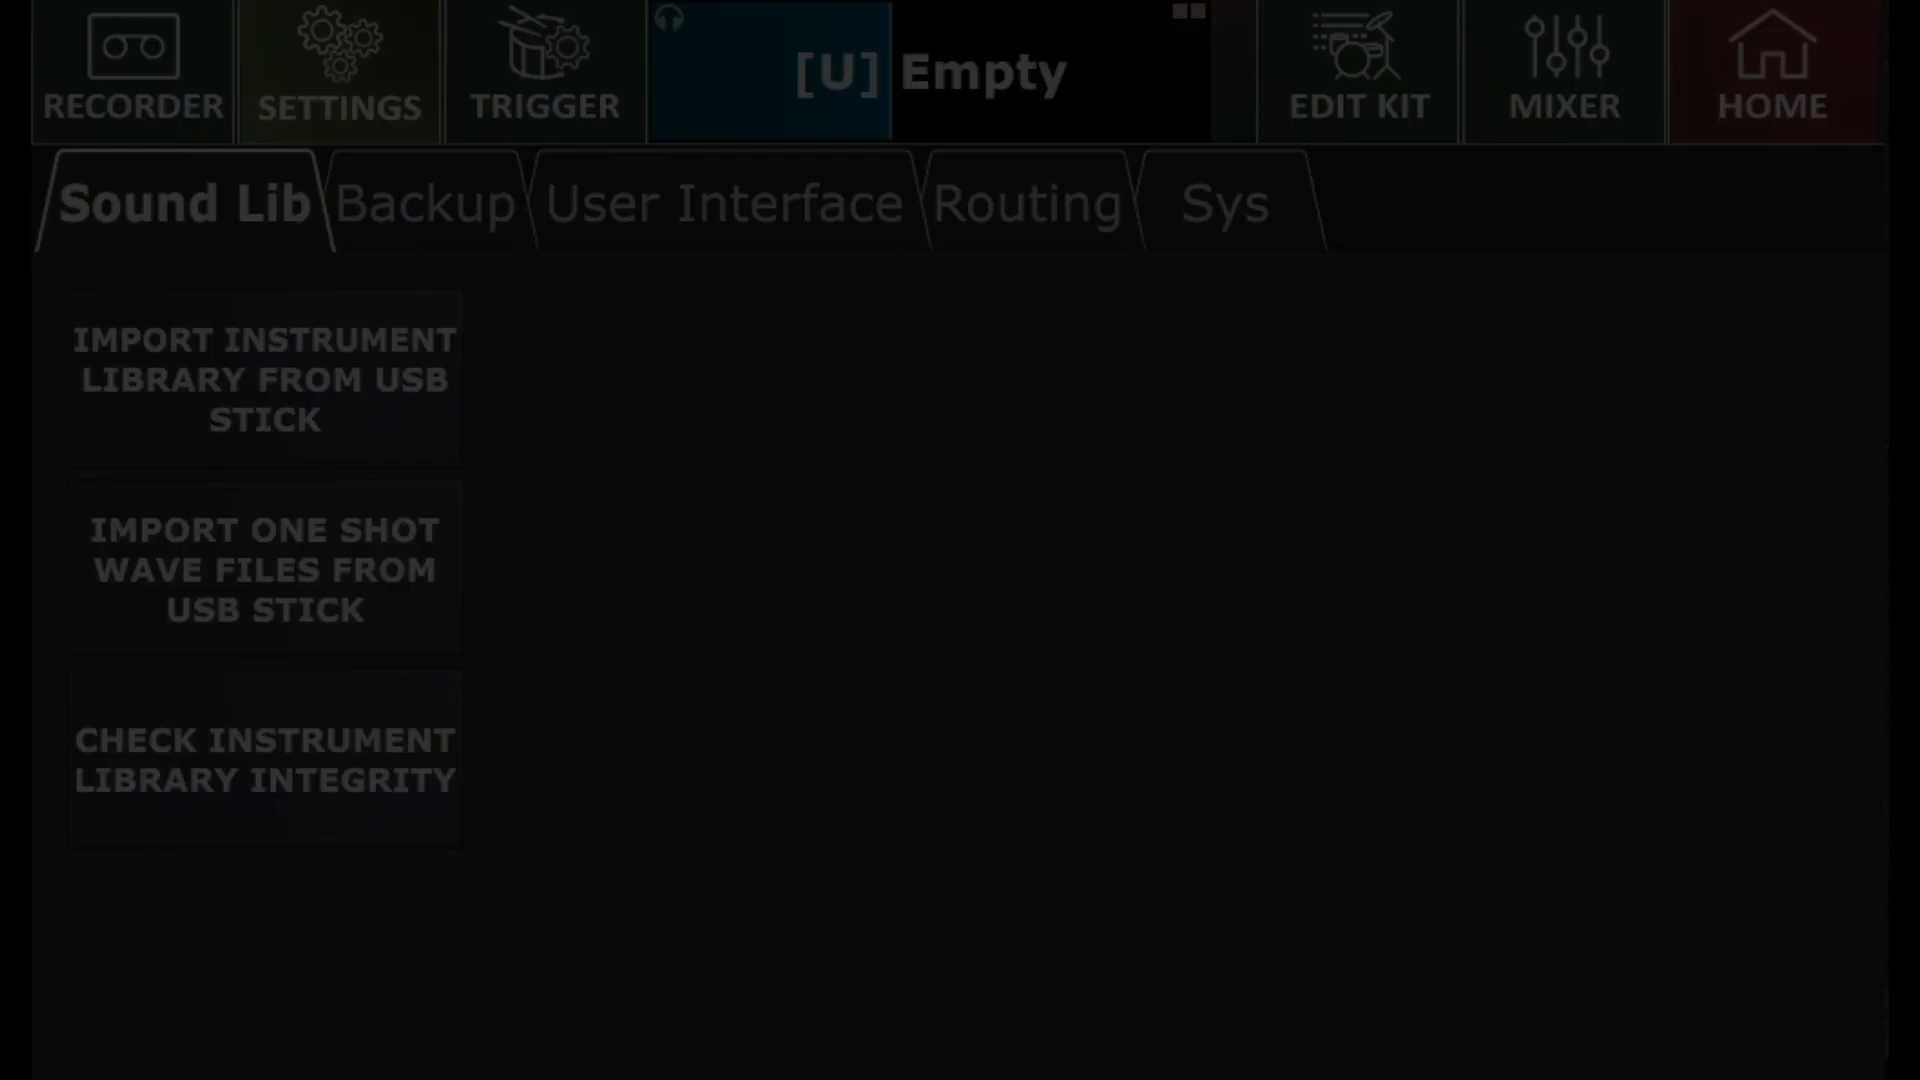 RECORDER
SETTINGS
TRIGGER
[U] Empty
EDIT KIT
MIXER
HOME
Sound Lib
Backup
User Interface
Routing
Sys
IMPORT INSTRUMENT
LIBRARY FROM USB
STICK
IMPORT ONE SHOT
WAVE FILES FROM
USB STICK
CHECK INSTRUMENT
LIBRARY INTEGRITY